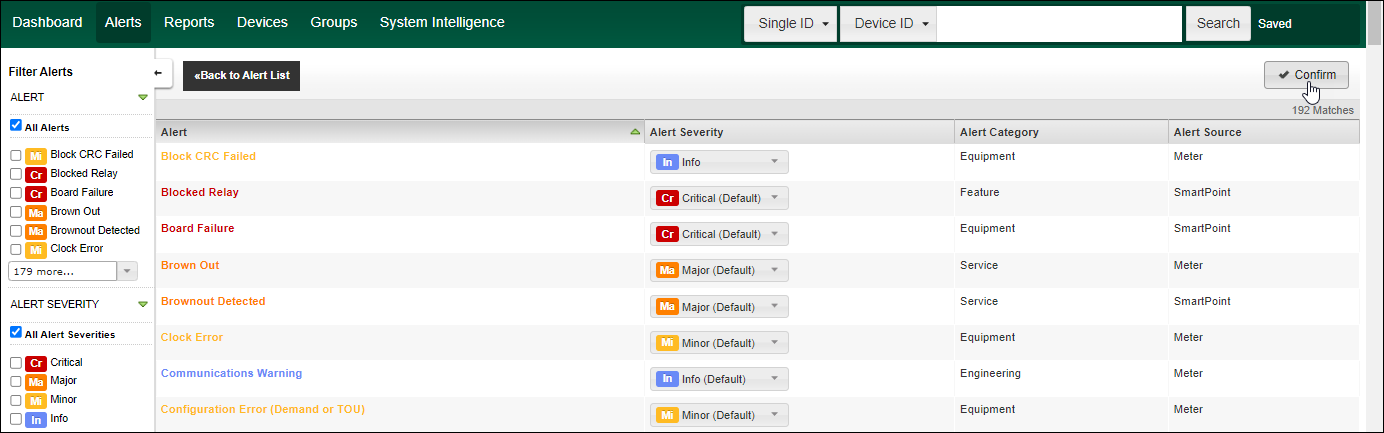 Dashboard Alerts Reports Devices Groups System Intelligence Single ID Device ID Search Saved
Filter Alerts
«Back to Alert List
Confirm
192 Matches
ALERT
All Alerts
Mi Block CRC Failed
Cr Blocked Relay
Cr Board Failure
Ma Brown Out
Ma Brownout Detected
Mi Clock Error
179 more...
ALERT SEVERITY
All Alert Severities
Cr Critical
Ma Major
Mi Minor
In Info
Alert Alert Severity Alert Category Alert Source
Block CRC Failed In Info Equipment Meter
Blocked Relay Cr Critical (Default) Feature SmartPoint
Board Failure Cr Critical (Default) Equipment SmartPoint
Brown Out Ma Major (Default) Service Meter
Brownout Detected Ma Major (Default) Service SmartPoint
Clock Error Mi Minor (Default) Equipment Meter
Communications Warning In Info (Default) Engineering Meter
Configuration Error (Demand or TOU) Mi Minor (Default) Equipment Meter